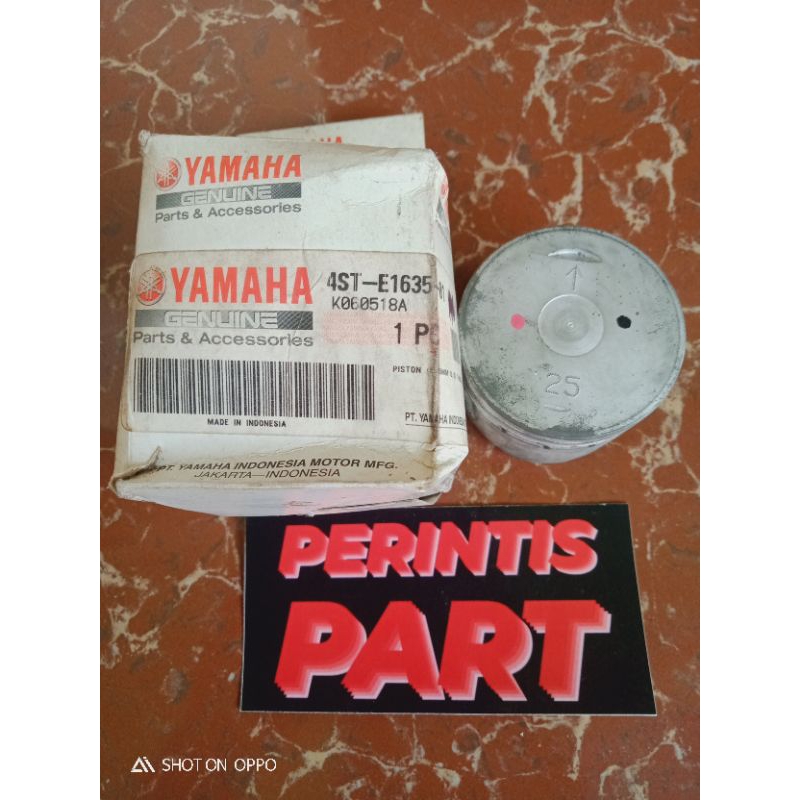 YAMAHA
GENUINE
Parts & Accessories
YAMAHA
GENUINE
Parts & Accessories
4ST-E1635
K060518A
1 PC
PISTON
MADE IN INDONESIA
PT. YAMAHA INDONESIA MOTOR MFG.
JAKARTA-INDONESIA
1
25
PERINTIS
PART
SHOT ON OPPO